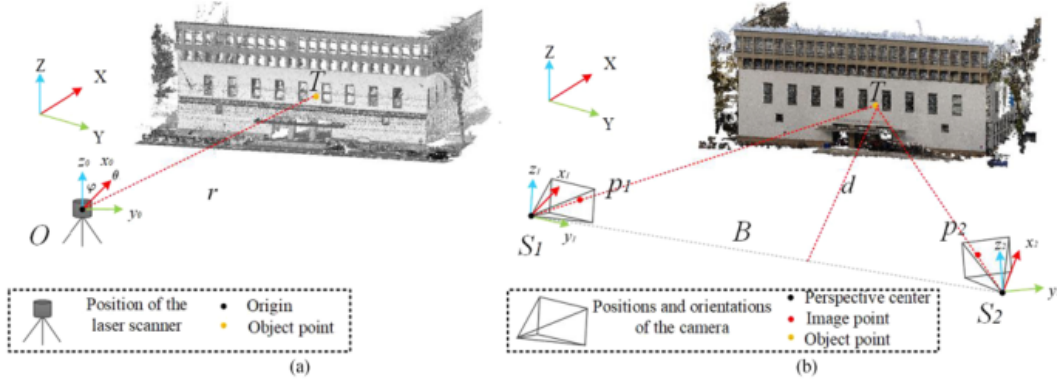 Z
X
Y
T
z₀
x₀
φ
θ
y₀
r
O
Position of the
laser scanner
Origin
Object point
(a)
Z
X
Y
T
z₁
x₁
p₁
d
y₁
S₁
B
p₂
z₂
x₂
y
S₂
Positions and orientations
of the camera
Perspective center
Image point
Object point
(b)